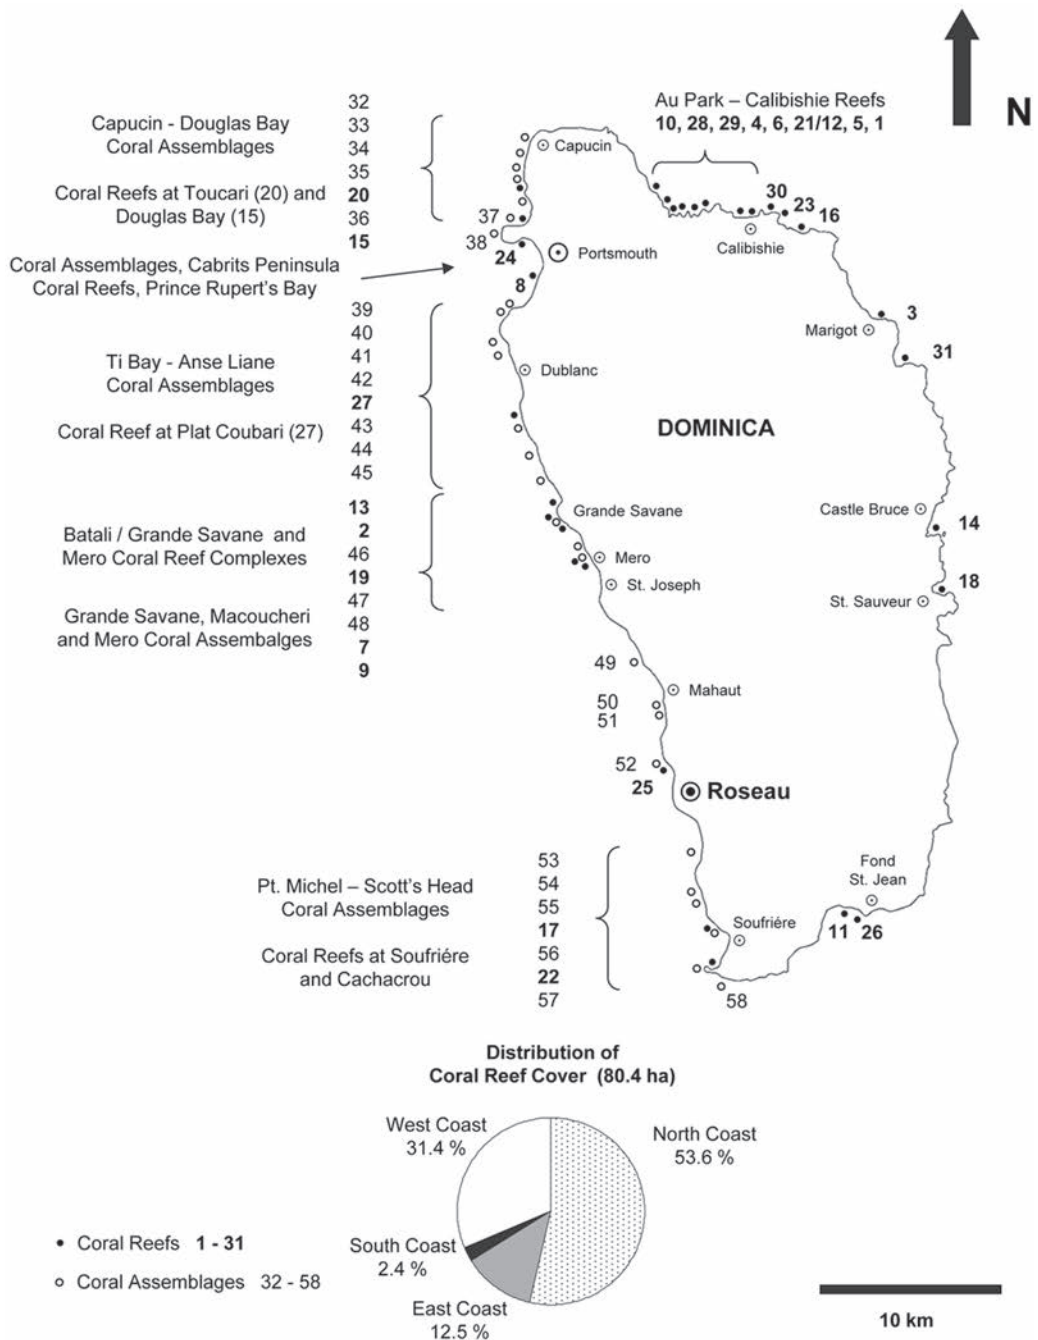 N
Au Park – Calibishie Reefs
10, 28, 29, 4, 6, 21/12, 5, 1
32
33
34
35
20
36
15
Capucin - Douglas Bay
Coral Assemblages
Coral Reefs at Toucari (20) and
Douglas Bay (15)
Capucin
30
23
16
Calibishie
37
38
24
Portsmouth
8
Coral Assemblages, Cabrits Peninsula
Coral Reefs, Prince Rupert's Bay
3
Marigot
31
39
40
41
42
27
43
44
45
Ti Bay - Anse Liane
Coral Assemblages
Coral Reef at Plat Coubari (27)
Dublanc
DOMINICA
13
2
46
19
47
48
7
9
Batali / Grande Savane and
Mero Coral Reef Complexes
Grande Savane, Macoucheri
and Mero Coral Assembalges
Grande Savane
Mero
St. Joseph
Castle Bruce
14
18
St. Sauveur
49
Mahaut
50
51
52
25
Roseau
53
54
55
17
56
22
57
Pt. Michel – Scott's Head
Coral Assemblages
Coral Reefs at Soufriére
and Cachacrou
Soufriére
58
Fond
St. Jean
11
26
Distribution of
Coral Reef Cover (80.4 ha)
West Coast
31.4 %
North Coast
53.6 %
South Coast
2.4 %
East Coast
12.5 %
Coral Reefs 1 - 31
Coral Assemblages 32 - 58
10 km